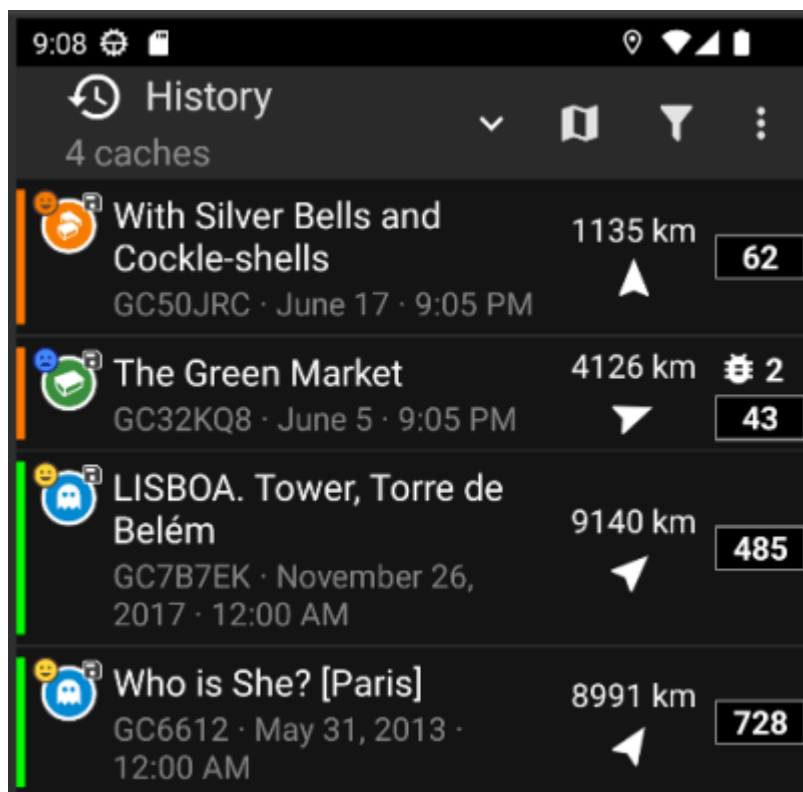 9:08
History
4 caches
With Silver Bells and
Cockle-shells
GC50JRC · June 17 · 9:05 PM
1135 km
62
The Green Market
GC32KQ8 · June 5 · 9:05 PM
4126 km
2
43
LISBOA. Tower, Torre de
Belém
GC7B7EK · November 26,
2017 · 12:00 AM
9140 km
485
Who is She? [Paris]
GC6612 · May 31, 2013 ·
12:00 AM
8991 km
728